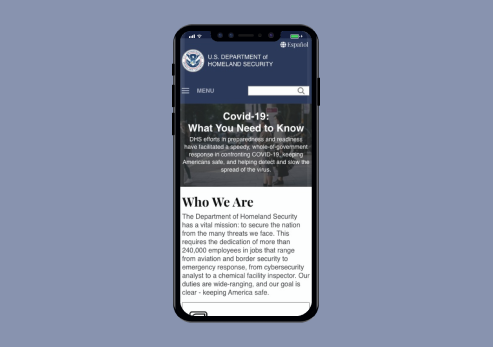 Español
U.S. DEPARTMENT of
HOMELAND SECURITY
MENU
Covid-19:
What You Need to Know
DHS efforts in preparedness and readiness
have facilitated a speedy, whole-of-government
response in confronting COVID-19, keeping
Americans safe, and helping detect and slow the
spread of the virus.
Who We Are
The Department of Homeland Security
has a vital mission: to secure the nation
from the many threats we face. This
requires the dedication of more than
240,000 employees in jobs that range
from aviation and border security to
emergency response, from cybersecurity
analyst to a chemical facility inspector. Our
duties are wide-ranging, and our goal is
clear - keeping America safe.